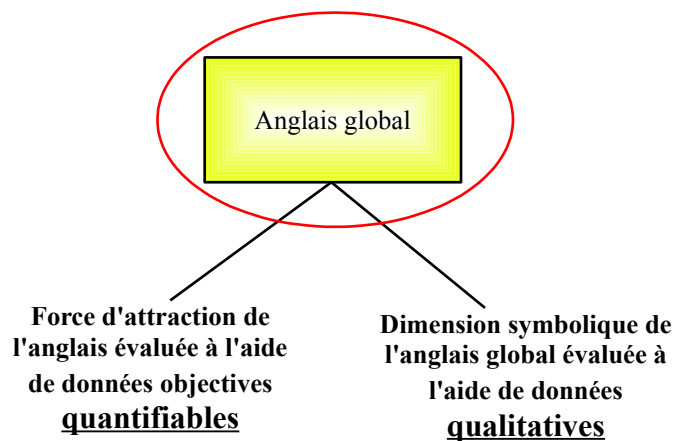 Anglais global
Force d'attraction de
l'anglais évaluée à l'aide
de données objectives
quantifiables
Dimension symbolique de
l'anglais global évaluée à
l'aide de données
qualitatives